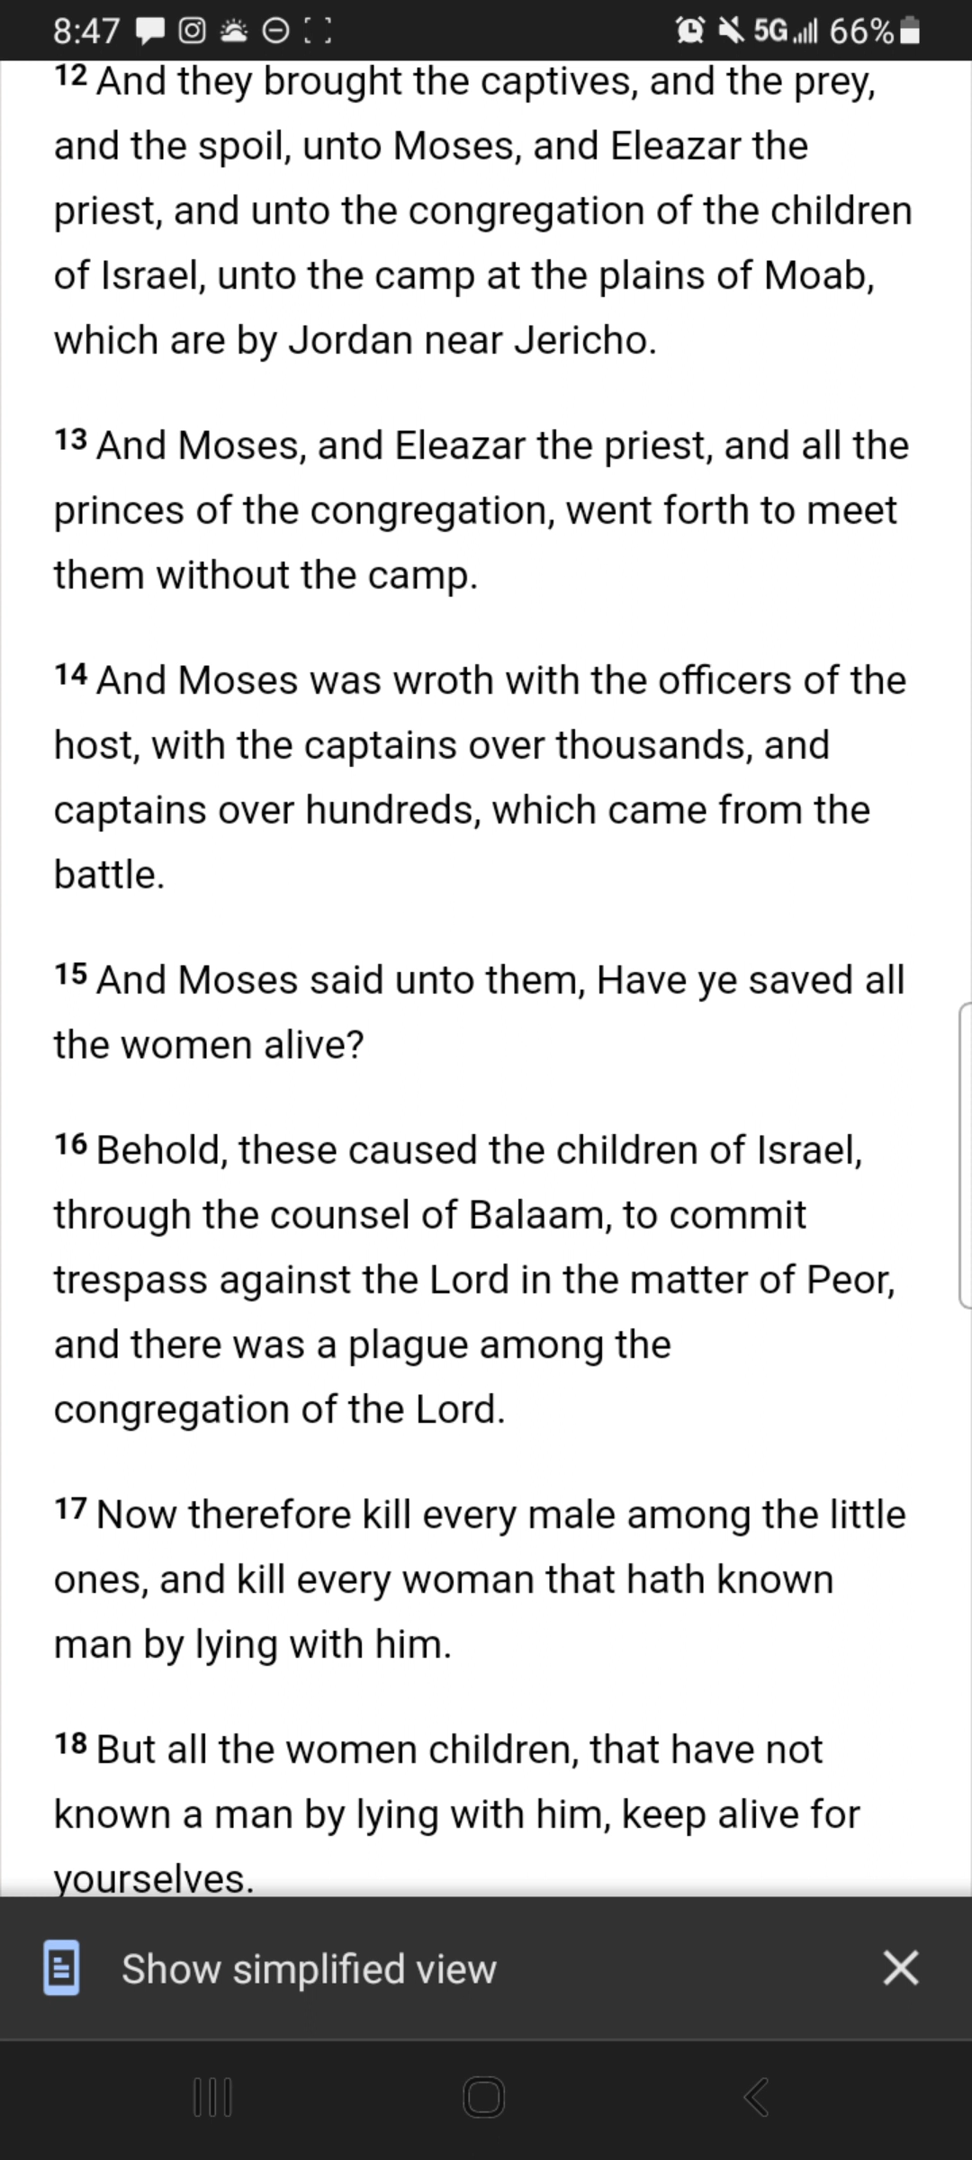 8:47 5G 66%
12 And they brought the captives, and the prey,
and the spoil, unto Moses, and Eleazar the
priest, and unto the congregation of the children
of Israel, unto the camp at the plains of Moab,
which are by Jordan near Jericho.
13 And Moses, and Eleazar the priest, and all the
princes of the congregation, went forth to meet
them without the camp.
14 And Moses was wroth with the officers of the
host, with the captains over thousands, and
captains over hundreds, which came from the
battle.
15 And Moses said unto them, Have ye saved all
the women alive?
16 Behold, these caused the children of Israel,
through the counsel of Balaam, to commit
trespass against the Lord in the matter of Peor,
and there was a plague among the
congregation of the Lord.
17 Now therefore kill every male among the little
ones, and kill every woman that hath known
man by lying with him.
18 But all the women children, that have not
known a man by lying with him, keep alive for
yourselves.
Show simplified view